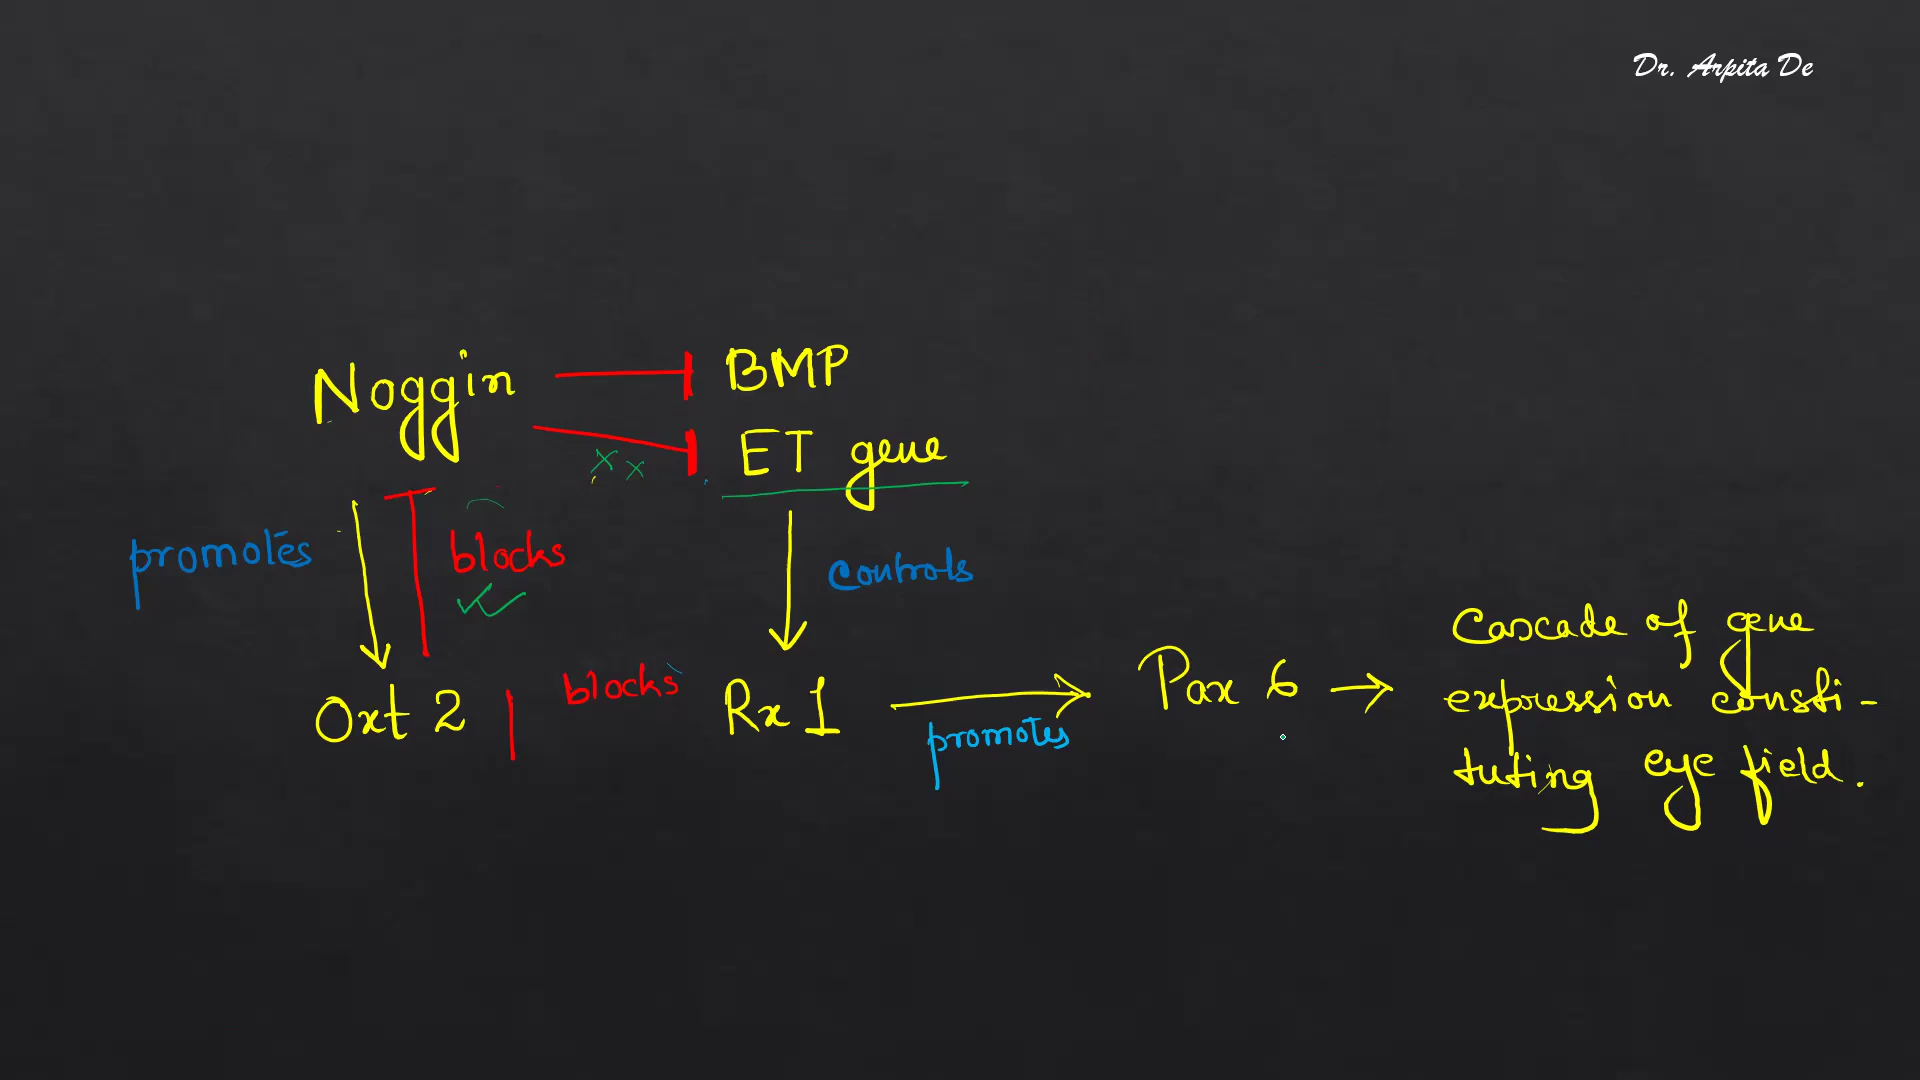 Dr. Arpita De
Noggin
BMP
ET gene
x x
promotes
blocks
controls
Oxt 2
blocks
Rx 1
promotes
Pax 6
Cascade of gene
expression consti-
tuting eye field.